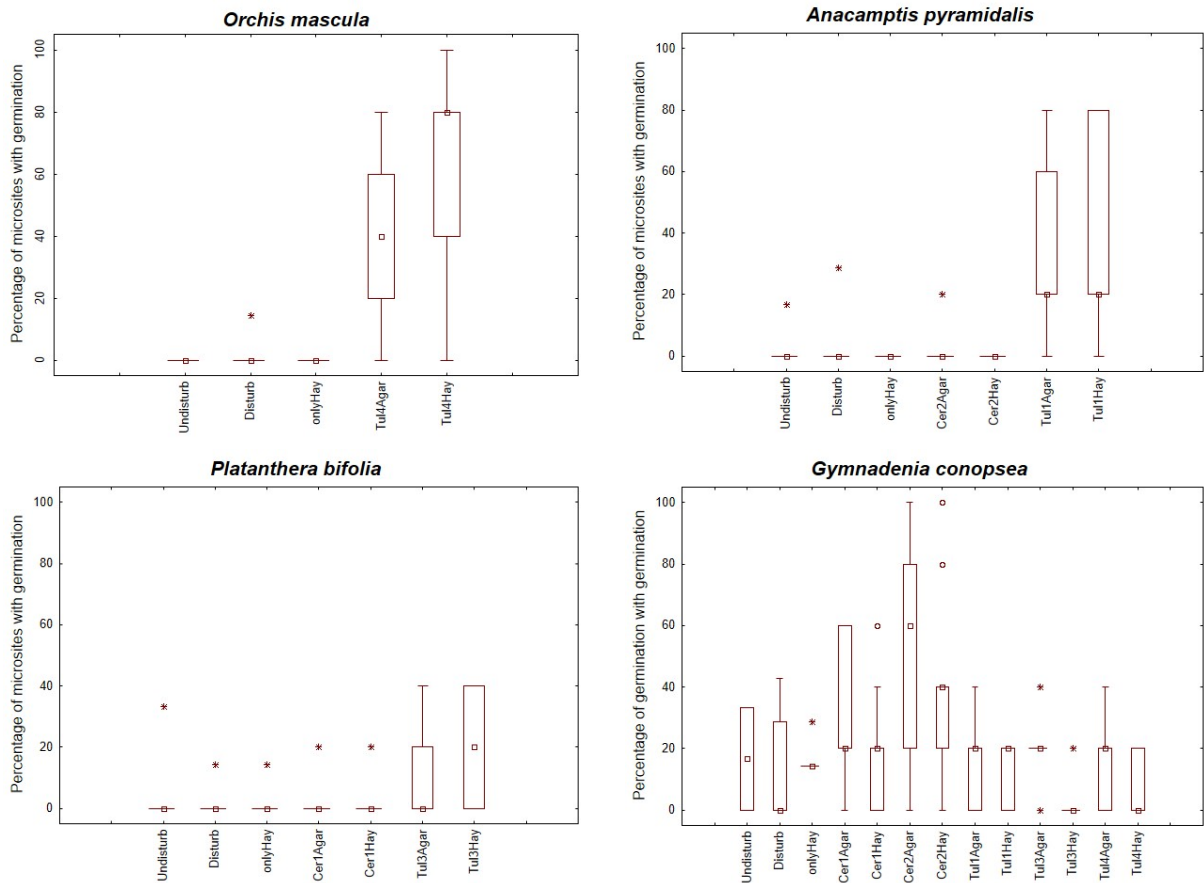 Orchis mascula
Percentage of microsites with germination
100
80
60
40
20
0
Undisturb
Disturb
onlyHay
Tul4Agar
Tul4Hay
Anacamptis pyramidalis
Percentage of microsites with germination
100
80
60
40
20
0
Undisturb
Disturb
onlyHay
Cer2Agar
Cer2Hay
Tul1Agar
Tul1Hay
Platanthera bifolia
Percentage of microsites with germination
100
80
60
40
20
0
Undisturb
Disturb
onlyHay
Cer1Agar
Cer1Hay
Tul3Agar
Tul3Hay
Gymnadenia conopsea
Percentage of germination with germination
100
80
60
40
20
0
Undisturb
Disturb
onlyHay
Cer1Agar
Cer1Hay
Cer2Agar
Cer2Hay
Tul1Agar
Tul1Hay
Tul3Agar
Tul3Hay
Tul4Agar
Tul4Hay